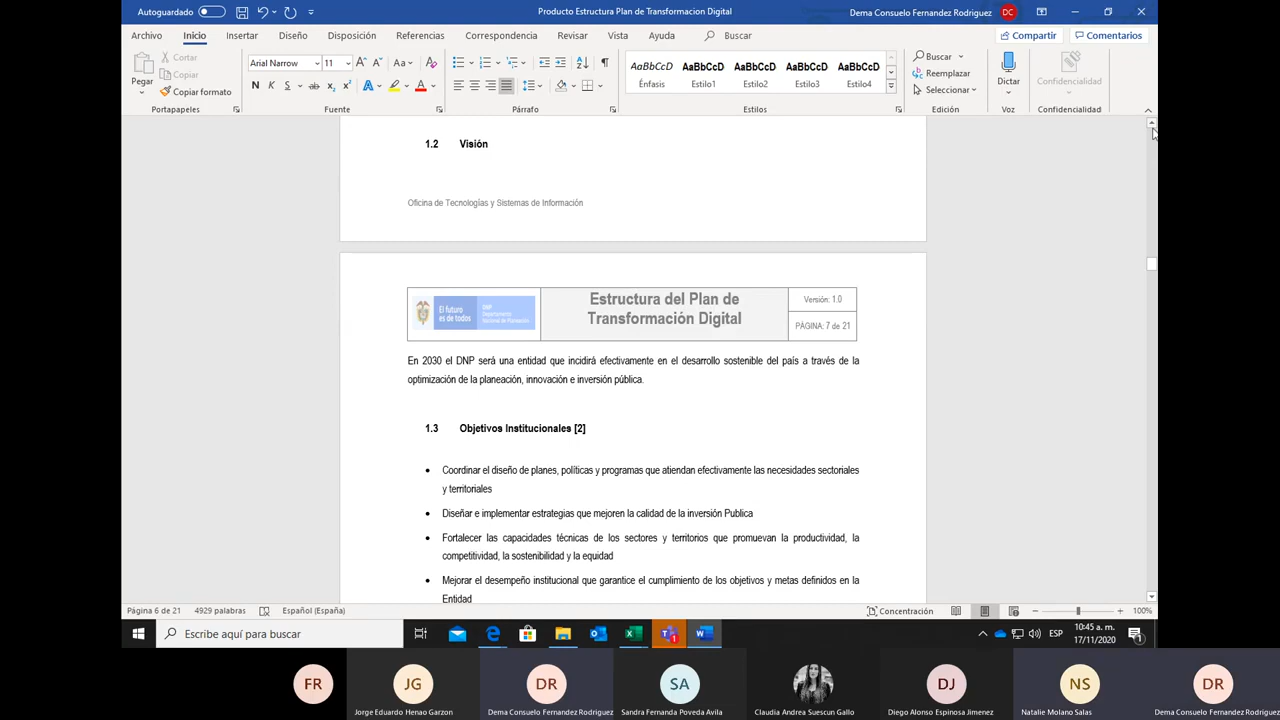 Autoguardado
Producto Estructura Plan de Transformacion Digital
Dema Consuelo Fernandez Rodriguez
DC
Archivo Inicio Insertar Diseño Disposición Referencias Correspondencia Revisar Vista Ayuda Buscar
Compartir Comentarios
Pegar
Cortar
Copiar
Copiar formato
Portapapeles
Arial Narrow 11
N K S ab x₂ x²
Fuente
Párrafo
AaBbCcD AaBbCcD AaBbCcD AaBbCcD AaBbCcD
Énfasis Estilo1 Estilo2 Estilo3 Estilo4
Estilos
Buscar
Reemplazar
Seleccionar
Edición
Dictar
Voz
Confidencialidad
Confidencialidad
1.2 Visión
Oficina de Tecnologías y Sistemas de Información
El futuro
es de todos
DNP
Departamento
Nacional de Planeación
Estructura del Plan de
Transformación Digital
Versión: 1.0
PÁGINA: 7 de 21
En 2030 el DNP será una entidad que incidirá efectivamente en el desarrollo sostenible del país a través de la
optimización de la planeación, innovación e inversión pública.
1.3 Objetivos Institucionales [2]
• Coordinar el diseño de planes, políticas y programas que atiendan efectivamente las necesidades sectoriales
y territoriales
• Diseñar e implementar estrategias que mejoren la calidad de la inversión Publica
• Fortalecer las capacidades técnicas de los sectores y territorios que promuevan la productividad, la
competitividad, la sostenibilidad y la equidad
• Mejorar el desempeño institucional que garantice el cumplimiento de los objetivos y metas definidos en la
Entidad
Página 6 de 21 4929 palabras Español (España)
Concentración
100%
Escribe aquí para buscar
ESP
10:45 a. m.
17/11/2020
FR
JG
Jorge Eduardo Henao Garzon
DR
Dema Consuelo Fernandez Rodriguez
SA
Sandra Fernanda Poveda Avila
Claudia Andrea Suescun Gallo
DJ
Diego Alonso Espinosa Jimenez
NS
Natalie Molano Salas
DR
Dema Consuelo Fernandez Rodriguez